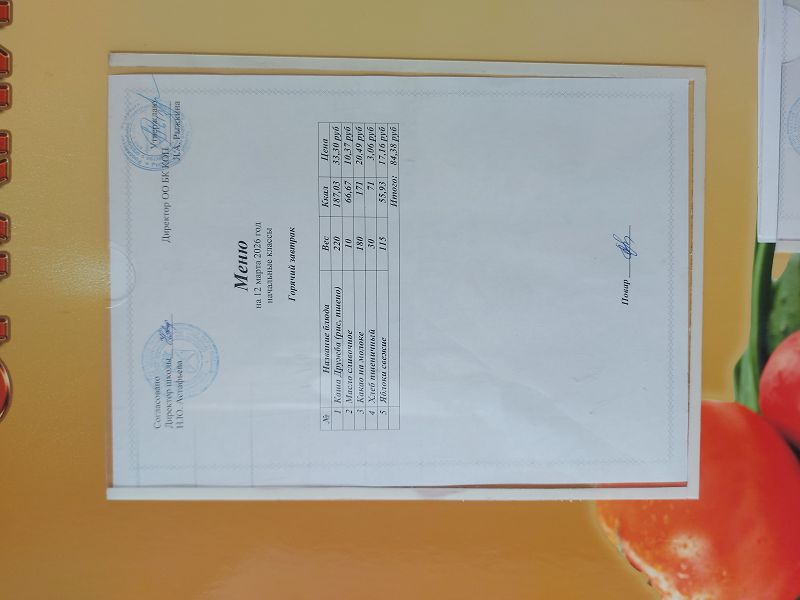 Согласовано
Директор школы
Н.Ю. Астафьева
Утверждаю
Директор ОО БК КОП
Л.А. Рыжкина
Меню
на 12 марта 2026 год
начальные классы
Горячий завтрак
№ Название блюда Вес Ккал Цена
1 Каша Дружба (рис, пшено) 220 187,03 33,30 руб
2 Масло сливочное 10 66,67 10,37 руб
3 Какао на молоке 180 171 20,49 руб
4 Хлеб пшеничный 30 71 3,06 руб
5 Яблоки свежие 115 55,93 17,16 руб
Итого: 84,38 руб
Повар